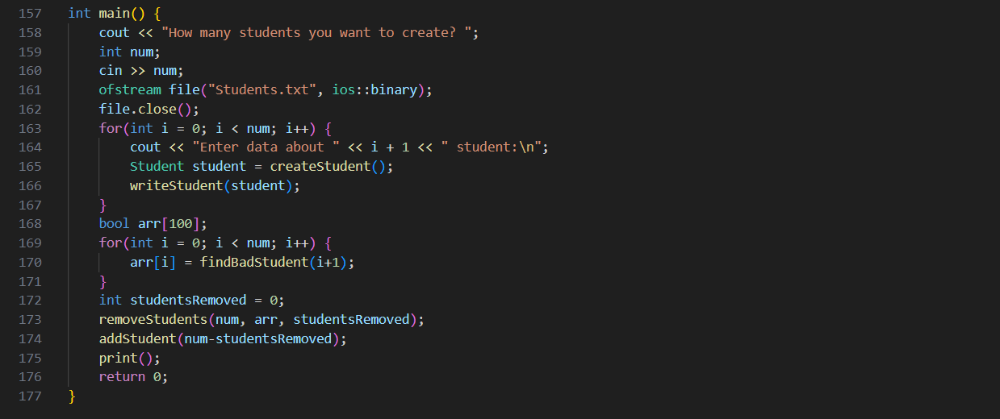 157 int main() {
158 cout << "How many students you want to create? ";
159 int num;
160 cin >> num;
161 ofstream file("Students.txt", ios::binary);
162 file.close();
163 for(int i = 0; i < num; i++) {
164 cout << "Enter data about " << i + 1 << " student:\n";
165 Student student = createStudent();
166 writeStudent(student);
167 }
168 bool arr[100];
169 for(int i = 0; i < num; i++) {
170 arr[i] = findBadStudent(i+1);
171 }
172 int studentsRemoved = 0;
173 removeStudents(num, arr, studentsRemoved);
174 addStudent(num-studentsRemoved);
175 print();
176 return 0;
177 }